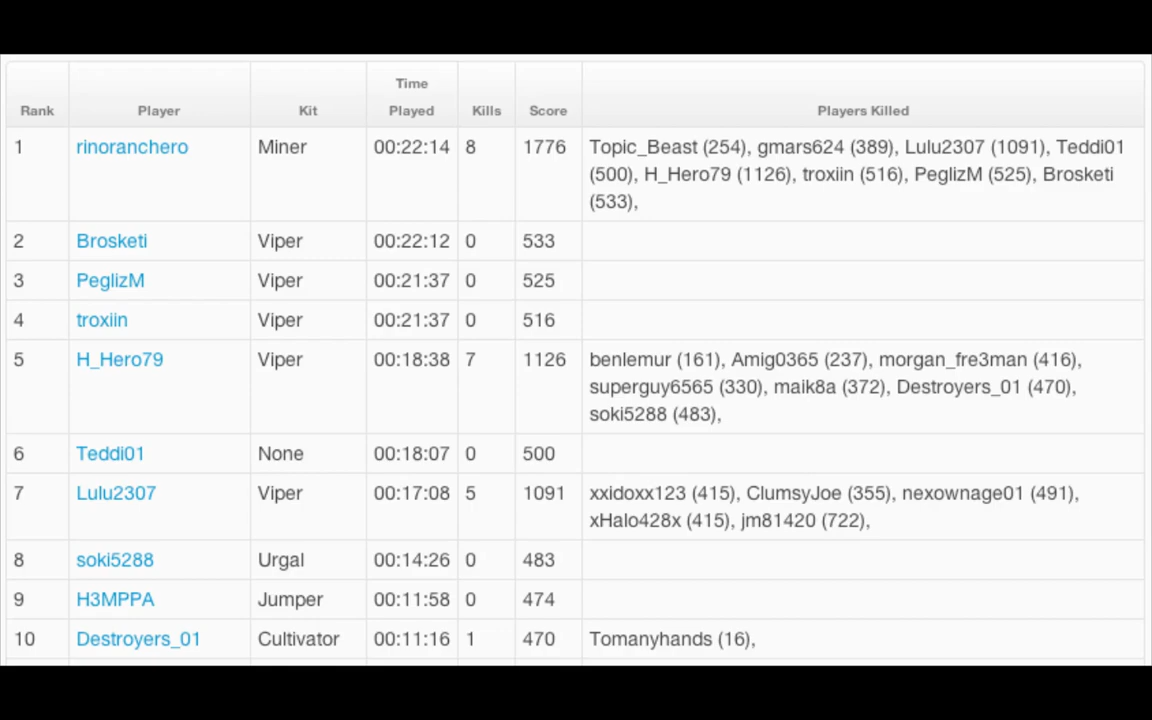 Rank Player Kit Time Played Kills Score Players Killed
1 rinoranchero Miner 00:22:14 8 1776 Topic_Beast (254), gmars624 (389), Lulu2307 (1091), Teddi01
(500), H_Hero79 (1126), troxiin (516), PeglizM (525), Brosketi
(533),
2 Brosketi Viper 00:22:12 0 533
3 PeglizM Viper 00:21:37 0 525
4 troxiin Viper 00:21:37 0 516
5 H_Hero79 Viper 00:18:38 7 1126 benlemur (161), Amig0365 (237), morgan_fre3man (416),
superguy6565 (330), maik8a (372), Destroyers_01 (470),
soki5288 (483),
6 Teddi01 None 00:18:07 0 500
7 Lulu2307 Viper 00:17:08 5 1091 xxidoxx123 (415), ClumsyJoe (355), nexownage01 (491),
xHalo428x (415), jm81420 (722),
8 soki5288 Urgal 00:14:26 0 483
9 H3MPPA Jumper 00:11:58 0 474
10 Destroyers_01 Cultivator 00:11:16 1 470 Tomanyhands (16),